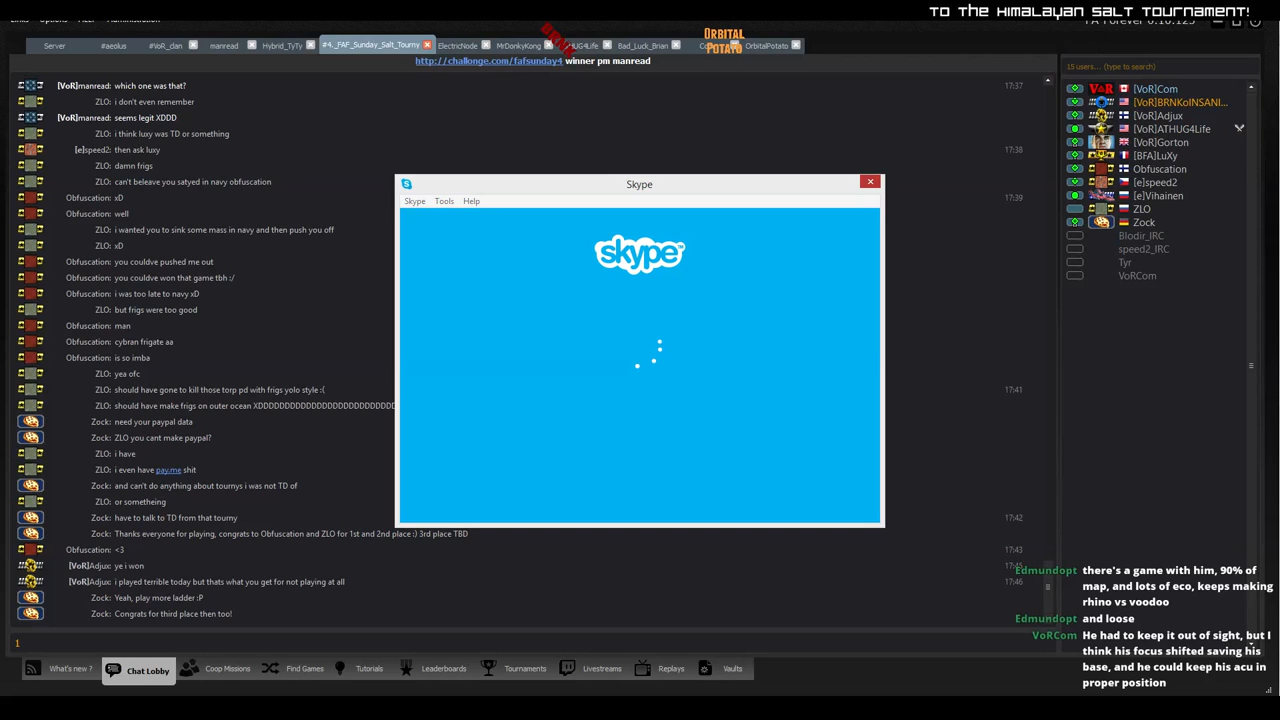 TO THE HIMALAYAN SALT TOURNAMENT!
Server #aeolus #VoR_clan manread Hybrid_TyTy #4._FAF_Sunday_Salt_Tourny ElectricNode MrDonkyKong Bad_Luck_Brian OrbitalPotato
ORBITAL
POTATO
http://challonge.com/fafsunday4 winner pm manread
15 users... (type to search)
[VoR]manread: which one was that? 17:37
ZLO: i don't even remember
[VoR]manread: seems legit XDDD
ZLO: i think luxy was TD or something
[e]speed2: then ask luxy 17:38
ZLO: damn frigs
ZLO: can't beleave you satyed in navy obfuscation
Obfuscation: xD 17:39
Obfuscation: well
Obfuscation: i wanted you to sink some mass in navy and then push you off
Obfuscation: xD
Obfuscation: you couldve pushed me out
Obfuscation: you couldve won that game tbh :/
Obfuscation: i was too late to navy xD
ZLO: but frigs were too good
Obfuscation: man
Obfuscation: cybran frigate aa
Obfuscation: is so imba
ZLO: yea ofc
ZLO: should have gone to kill those torp pd with frigs yolo style :( 17:41
ZLO: should have make frigs on outer ocean XDDDDDDDDDDDDDDDDDDDDDDDDDD
Zock: need your paypal data
Zock: ZLO you cant make paypal?
ZLO: i have
ZLO: i even have pay.me shit
Zock: and can't do anything about tournys i was not TD of
ZLO: or someteing
Zock: have to talk to TD from that tourny 17:42
Zock: Thanks everyone for playing, congrats to Obfuscation and ZLO for 1st and 2nd place :) 3rd place TBD
Obfuscation: <3 17:43
[VoR]Adjux: ye i won
[VoR]Adjux: i played terrible today but thats what you get for not playing at all 17:46
Zock: Yeah, play more ladder :P
Zock: Congrats for third place then too!
Skype
Skype Tools Help
skype
[VoR]Com
[VoR]BRNKoINSANI...
[VoR]Adjux
[VoR]ATHUG4Life
[VoR]Gorton
[BFA]LuXy
Obfuscation
[e]speed2
[e]Vihainen
ZLO
Zock
Blodir_IRC
speed2_IRC
Tyr
VoRCom
Edmundopt there's a game with him, 90% of
map, and lots of eco, keeps making
rhino vs voodoo
Edmundopt and loose
VoRCom He had to keep it out of sight, but I
think his focus shifted saving his
base, and he could keep his acu in
proper position
1
What's new ? Chat Lobby Coop Missions Find Games Tutorials Leaderboards Tournaments Livestreams Replays Vaults